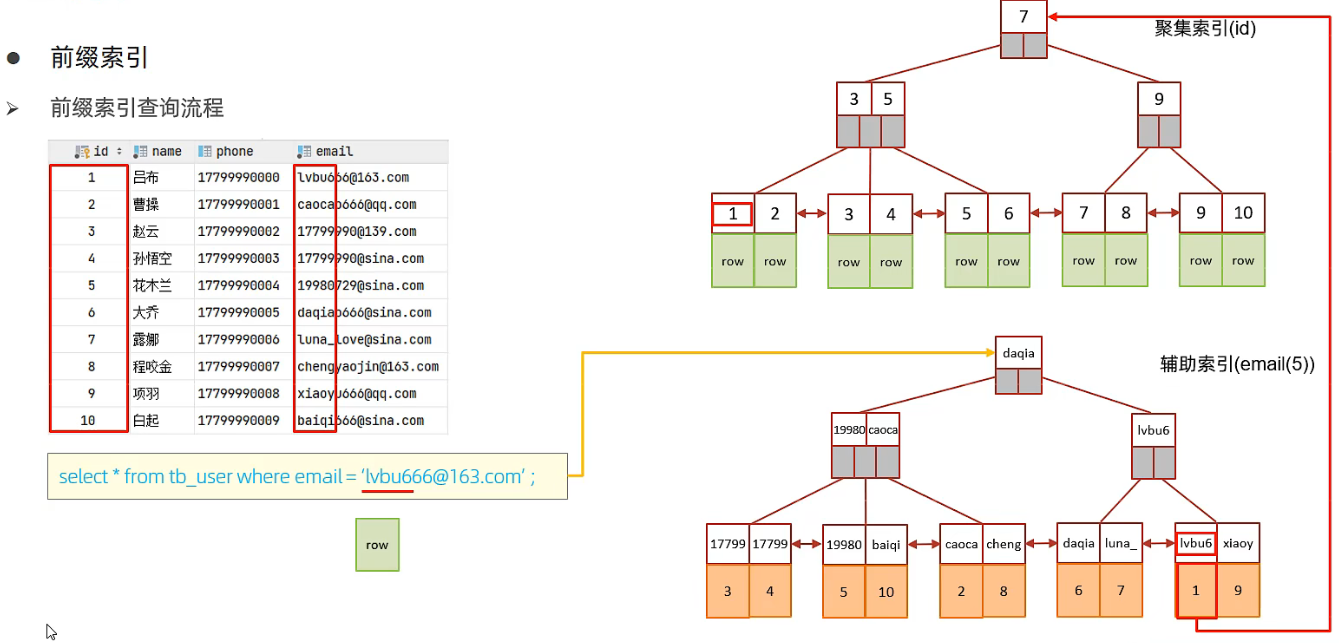 前缀索引
前缀索引查询流程
id name phone email
1 吕布 17799990000 lvbu666@163.com
2 曹操 17799990001 caocao666@qq.com
3 赵云 17799990002 17799990@139.com
4 孙悟空 17799990003 17799990@sina.com
5 花木兰 17799990004 19980729@sina.com
6 大乔 17799990005 daqiao666@sina.com
7 露娜 17799990006 luna_love@sina.com
8 程咬金 17799990007 chengyaojin@163.com
9 项羽 17799990008 xiaoyu666@qq.com
10 白起 17799990009 baiqi666@sina.com
select * from tb_user where email = ‘lvbu666@163.com’ ;
row
聚集索引(id)
7
3 5 9
1 2 3 4 5 6 7 8 9 10
row row row row row row row row row row
辅助索引(email(5))
daqia
19980 caoca lvbu6
17799 17799 19980 baiqi caoca cheng daqia luna_ lvbu6 xiaoy
3 4 5 10 2 8 6 7 1 9